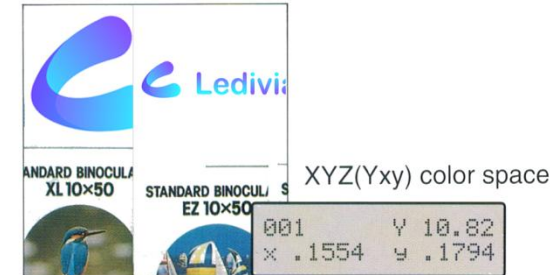 Ledivia
ANDARD BINOCULA
XL 10×50
STANDARD BINOCUL
EZ 10×50
S
XYZ(Yxy) color space
001 Y 10.82
x .1554 y .1794